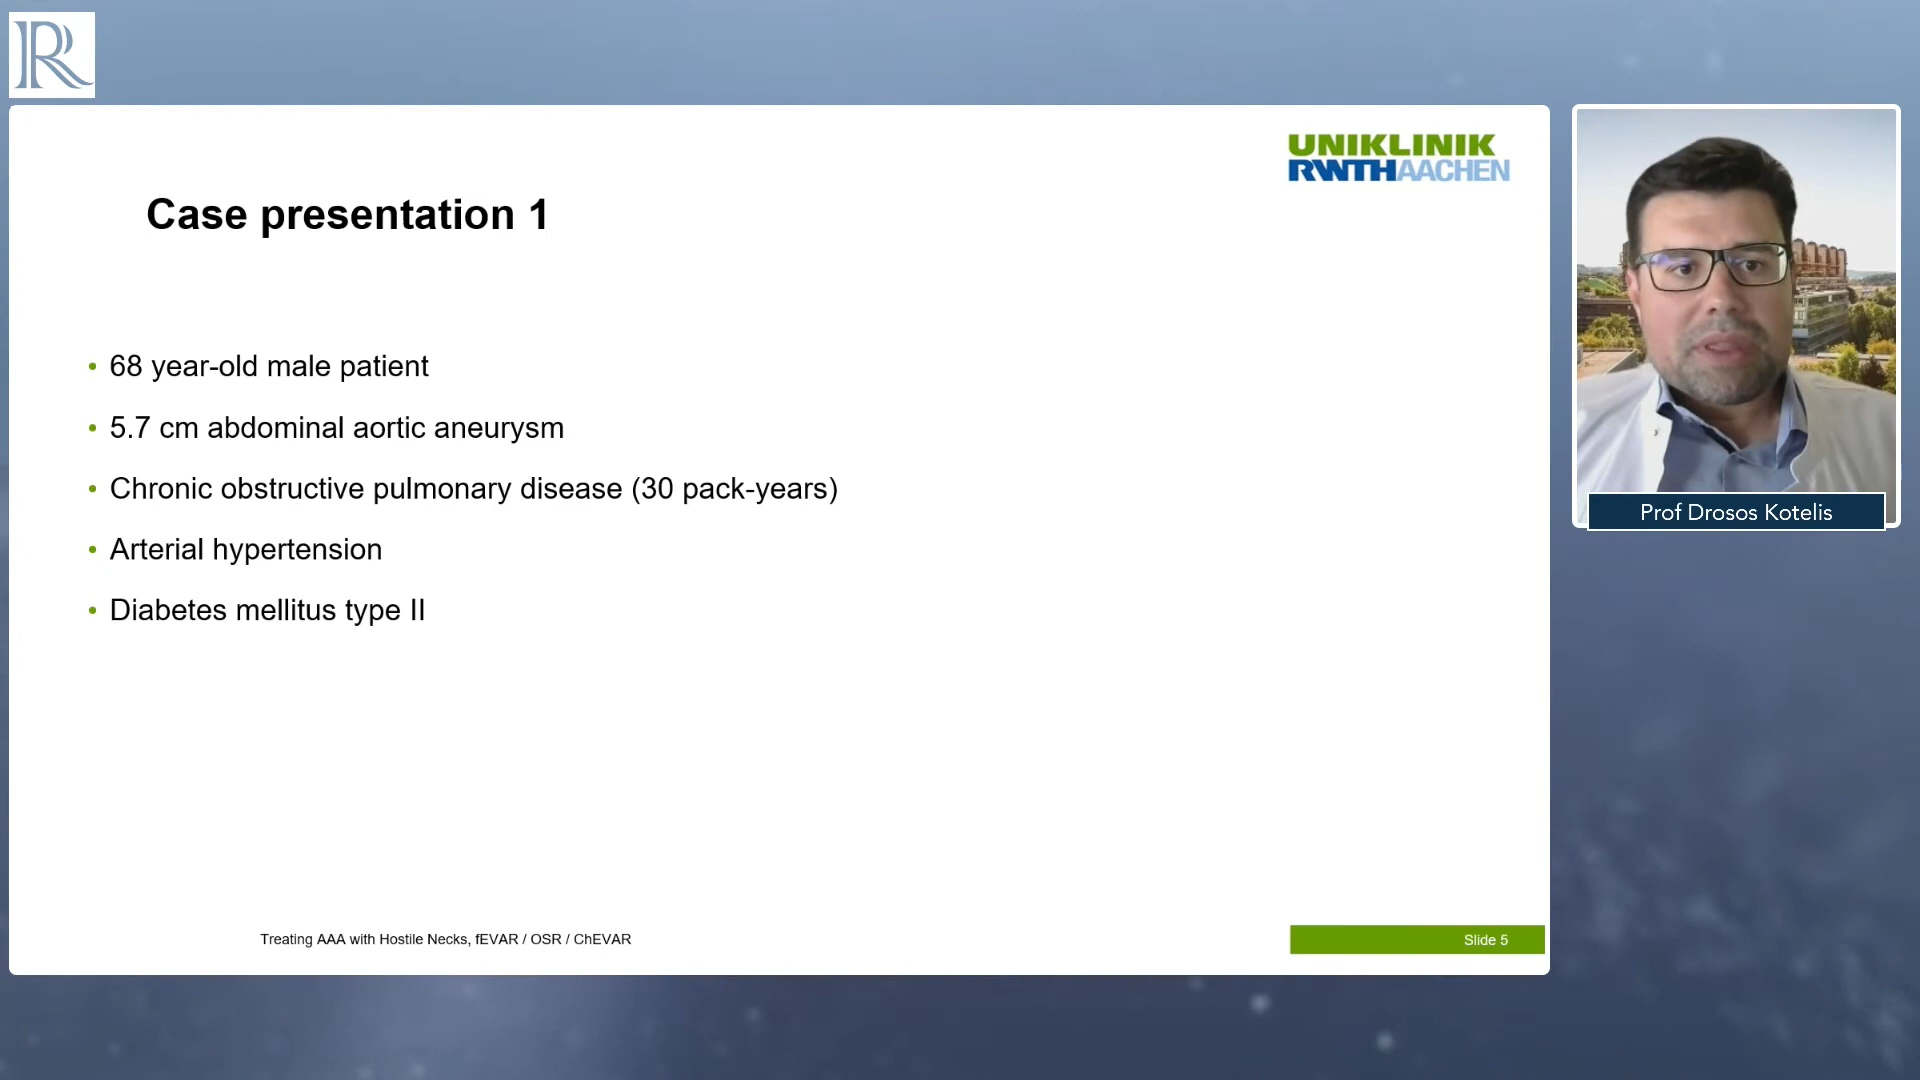 R
UNIKLINIK
RWTHAACHEN
Case presentation 1
• 68 year-old male patient
• 5.7 cm abdominal aortic aneurysm
• Chronic obstructive pulmonary disease (30 pack-years)
• Arterial hypertension
• Diabetes mellitus type II
Prof Drosos Kotelis
Treating AAA with Hostile Necks, fEVAR / OSR / ChEVAR
Slide 5